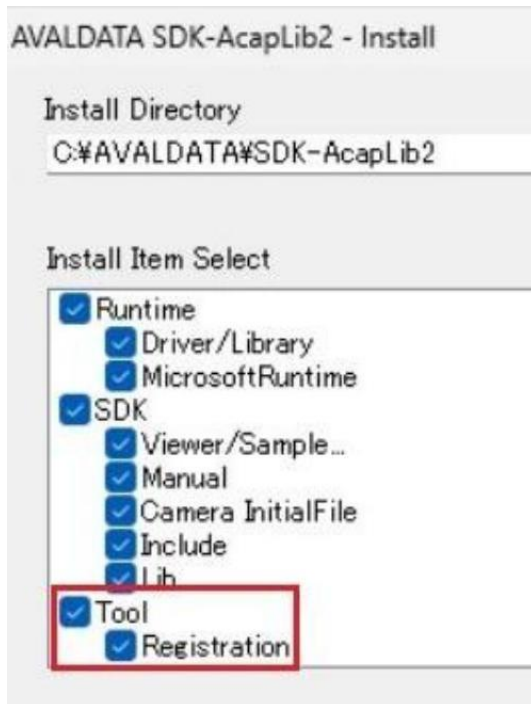 AVALDATA SDK-AcapLib2 - Install
Install Directory
C:¥AVALDATA¥SDK-AcapLib2
Install Item Select
Runtime
Driver/Library
MicrosoftRuntime
SDK
Viewer/Sample...
Manual
Camera InitialFile
Include
Lib
Tool
Registration